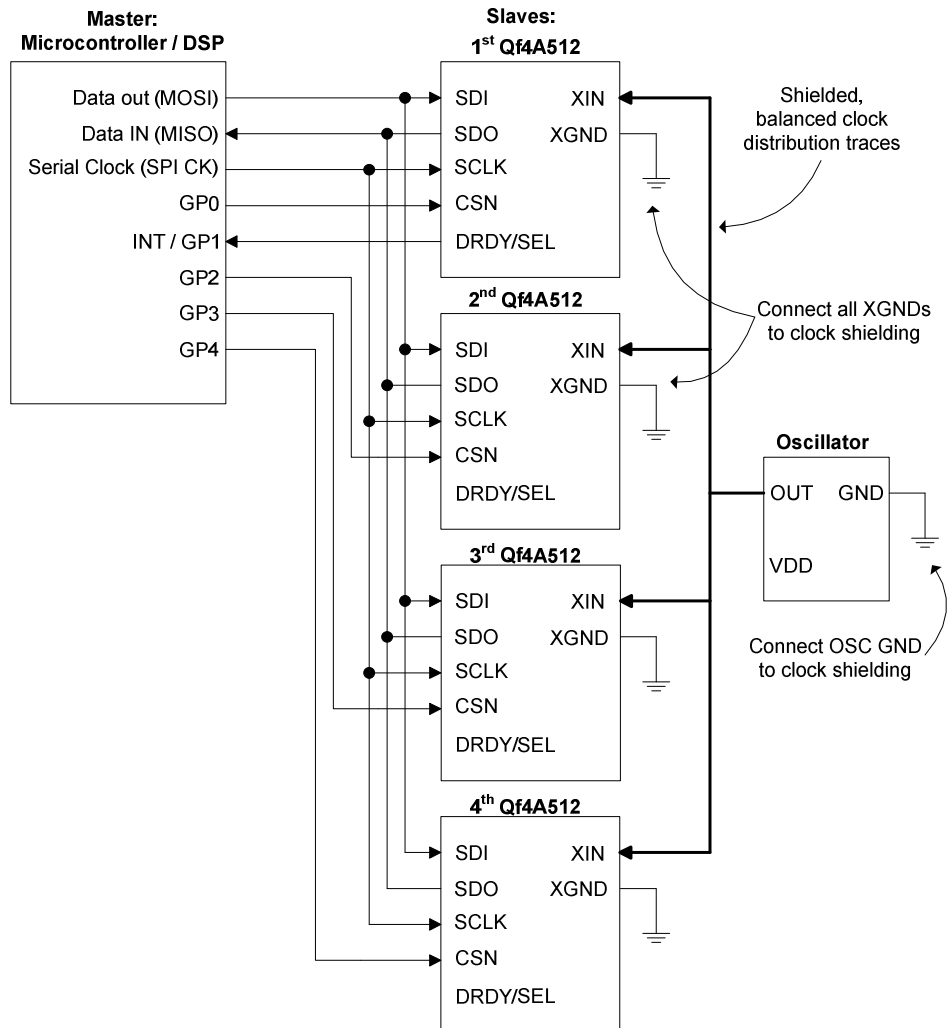 Master:
Microcontroller / DSP
Data out (MOSI)
Data IN (MISO)
Serial Clock (SPI CK)
GP0
INT / GP1
GP2
GP3
GP4
Slaves:
1st Qf4A512
SDI
SDO
SCLK
CSN
DRDY/SEL
XIN
XGND
2nd Qf4A512
SDI
SDO
SCLK
CSN
DRDY/SEL
XIN
XGND
3rd Qf4A512
SDI
SDO
SCLK
CSN
DRDY/SEL
XIN
XGND
4th Qf4A512
SDI
SDO
SCLK
CSN
DRDY/SEL
XIN
XGND
Shielded,
balanced clock
distribution traces
Connect all XGNDs
to clock shielding
Oscillator
OUT
GND
VDD
Connect OSC GND
to clock shielding